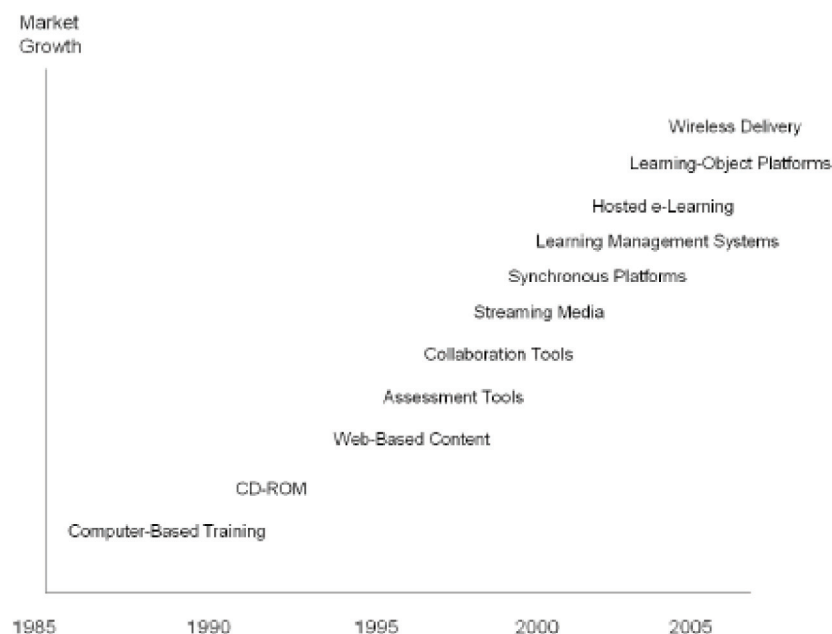 Market
Growth
Wireless Delivery
Learning-Object Platforms
Hosted e-Learning
Learning Management Systems
Synchronous Platforms
Streaming Media
Collaboration Tools
Assessment Tools
Web-Based Content
CD-ROM
Computer-Based Training
1985 1990 1995 2000 2005